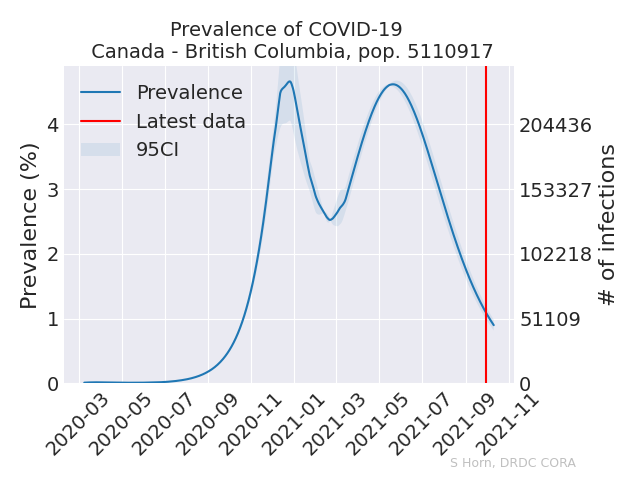 Prevalence of COVID-19
Canada - British Columbia, pop. 5110917
Prevalence
Latest data
95CI
Prevalence (%)
4
3
2
1
0
204436
153327
102218
51109
0
# of infections
2020-03
2020-05
2020-07
2020-09
2020-11
2021-01
2021-03
2021-05
2021-07
2021-09
2021-11
S Horn, DRDC CORA